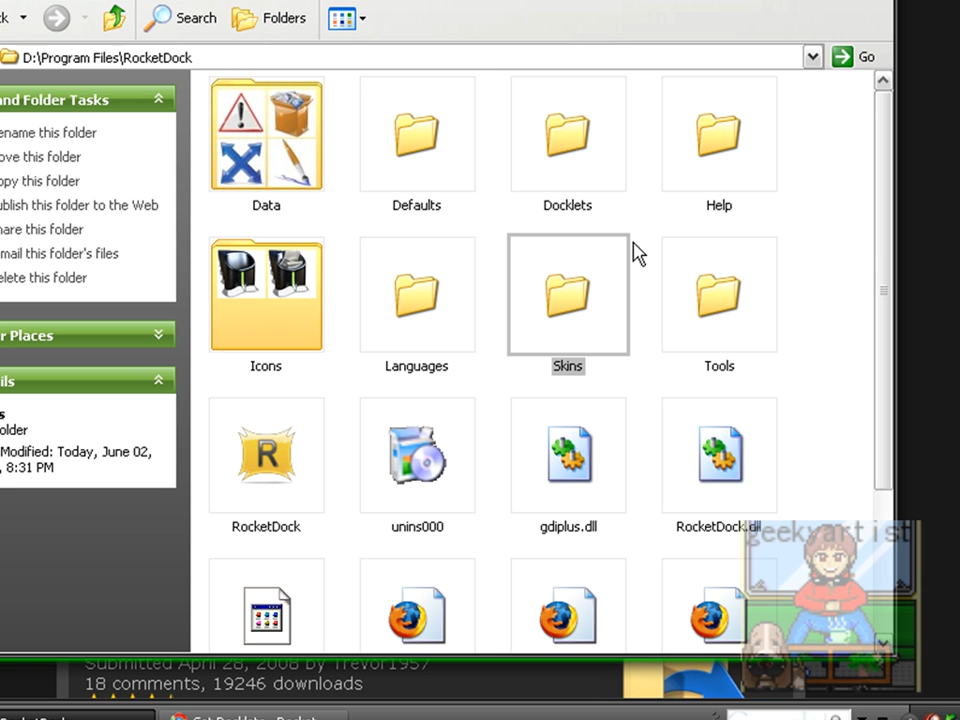 Search
Folders
D:\Program Files\RocketDock
Go
and Folder Tasks
ename this folder
ove this folder
opy this folder
ublish this folder to the Web
hare this folder
mail this folder's files
elete this folder
r Places
ils
s
older
Modified: Today, June 02,
, 8:31 PM
Data
Defaults
Docklets
Help
Icons
Languages
Skins
Tools
R
RocketDock
unins000
gdiplus.dll
RocketDock.dll
geekyartist
Submitted April 28, 2008 by Trevor1957
18 comments, 19246 downloads